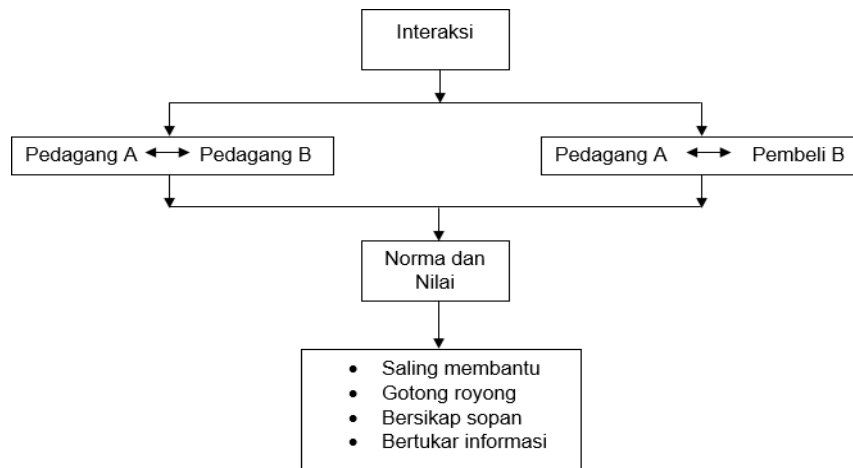 Interaksi
Pedagang A Pedagang B
Pedagang A Pembeli B
Norma dan
Nilai
• Saling membantu
• Gotong royong
• Bersikap sopan
• Bertukar informasi